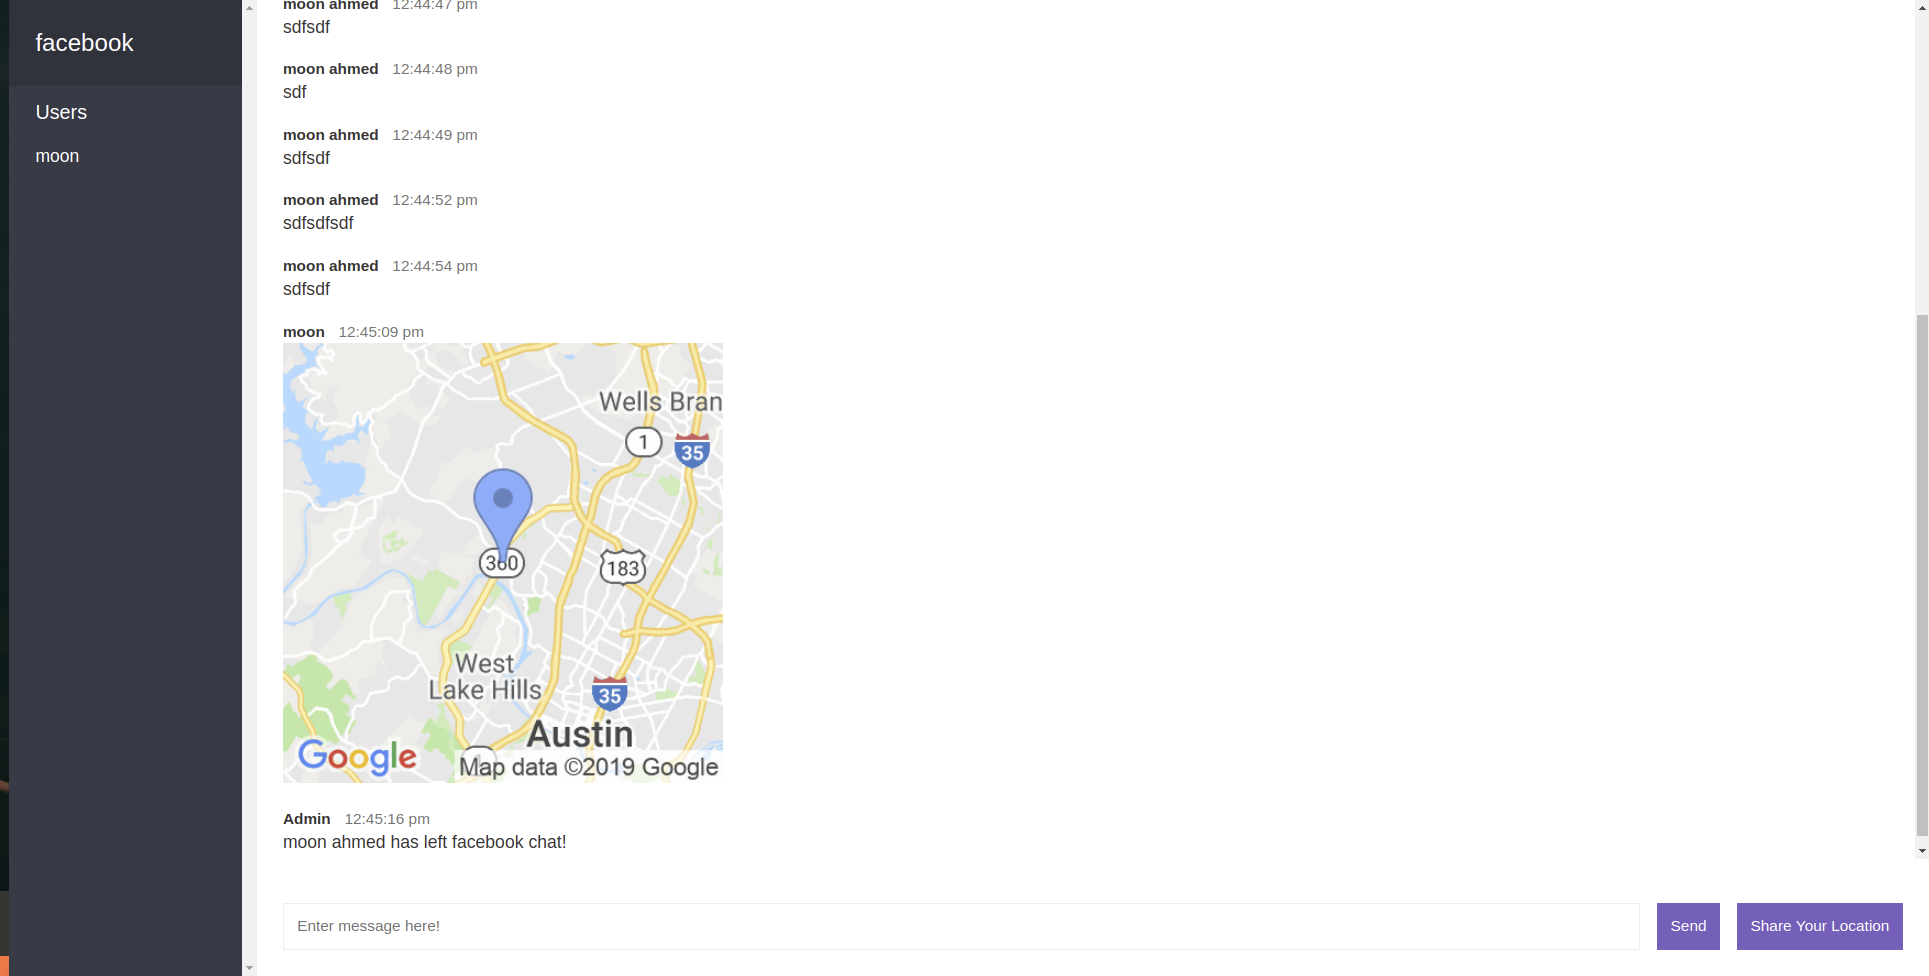 facebook
Users
moon
moon ahmed 12:44:47 pm
sdfsdf
moon ahmed 12:44:48 pm
sdf
moon ahmed 12:44:49 pm
sdfsdf
moon ahmed 12:44:52 pm
sdfsdfsdf
moon ahmed 12:44:54 pm
sdfsdf
moon 12:45:09 pm
Wells Bran
1
35
360
183
West
Lake Hills
35
Austin
Google
Map data ©2019 Google
Admin 12:45:16 pm
moon ahmed has left facebook chat!
Enter message here!
Send
Share Your Location